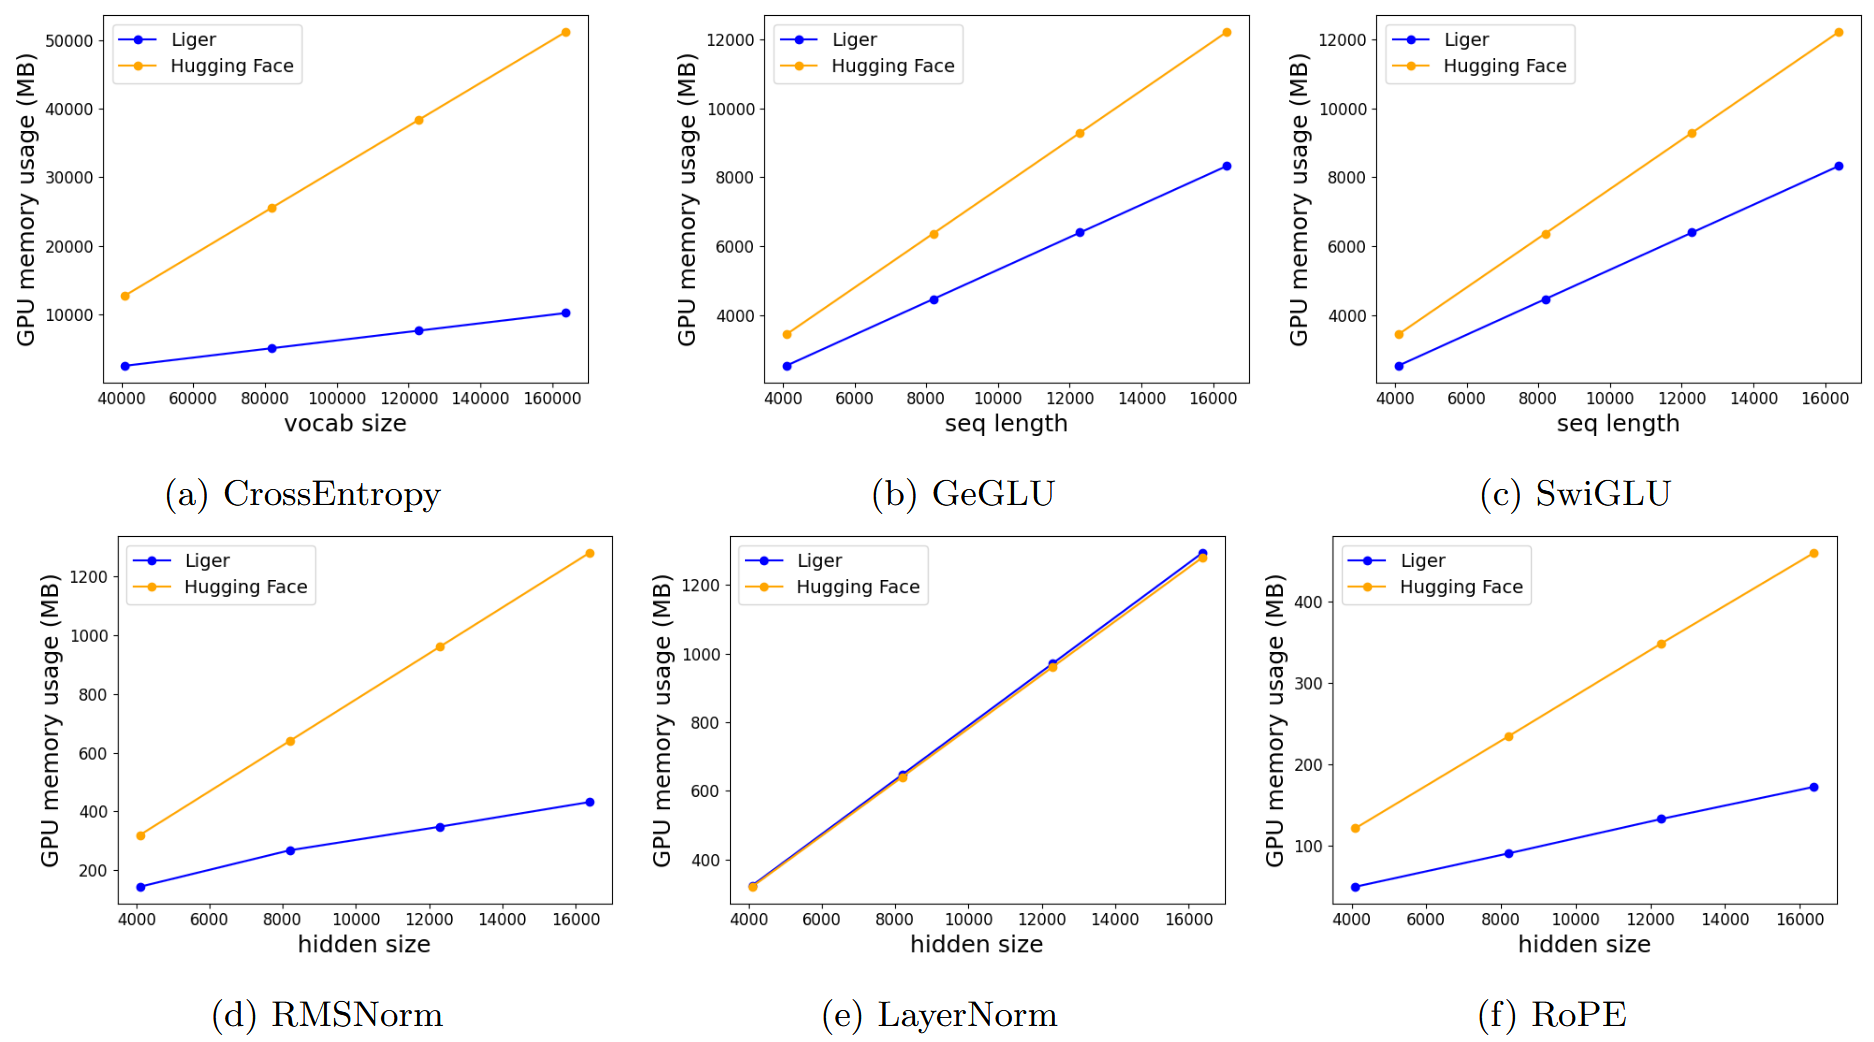 50000
40000
30000
20000
10000
GPU memory usage (MB)
Liger
Hugging Face
40000 60000 80000 100000 120000 140000 160000
vocab size
(a) CrossEntropy
12000
10000
8000
6000
4000
GPU memory usage (MB)
Liger
Hugging Face
4000 6000 8000 10000 12000 14000 16000
seq length
(b) GeGLU
12000
10000
8000
6000
4000
GPU memory usage (MB)
Liger
Hugging Face
4000 6000 8000 10000 12000 14000 16000
seq length
(c) SwiGLU
1200
1000
800
600
400
200
GPU memory usage (MB)
Liger
Hugging Face
4000 6000 8000 10000 12000 14000 16000
hidden size
(d) RMSNorm
1200
1000
800
600
400
GPU memory usage (MB)
Liger
Hugging Face
4000 6000 8000 10000 12000 14000 16000
hidden size
(e) LayerNorm
400
300
200
100
GPU memory usage (MB)
Liger
Hugging Face
4000 6000 8000 10000 12000 14000 16000
hidden size
(f) RoPE